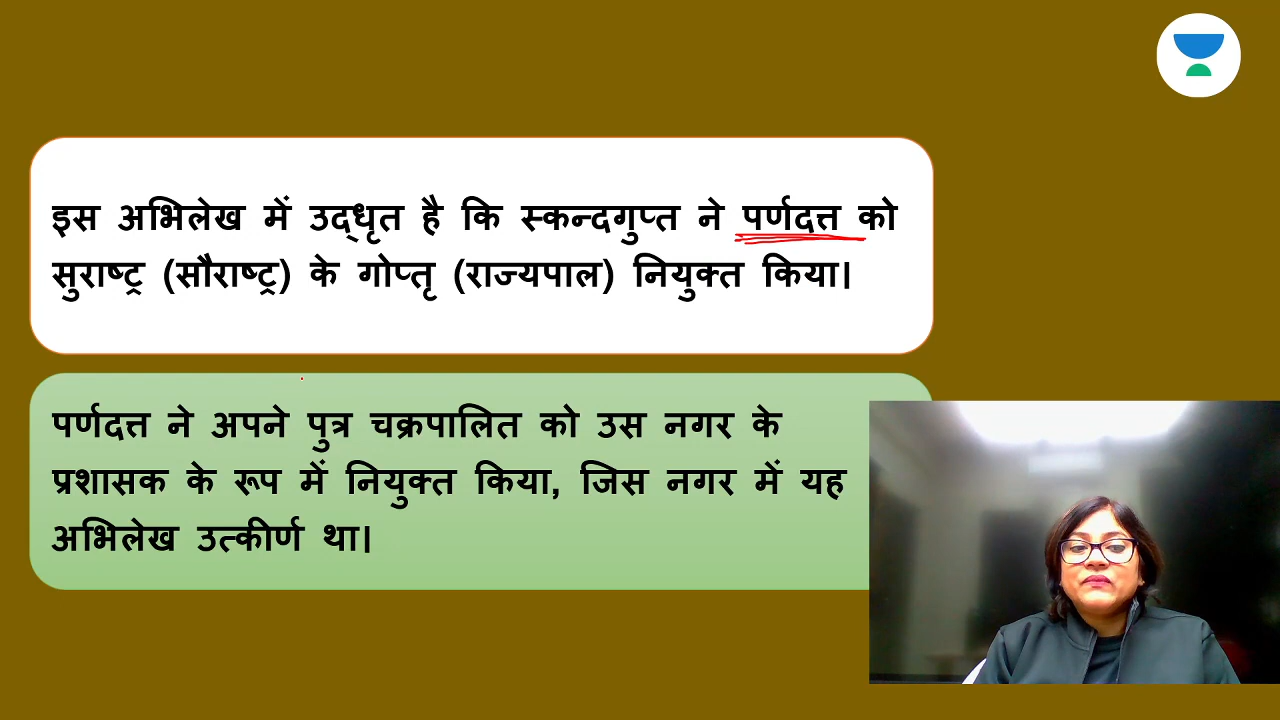 इस अभिलेख में उद्धृत है कि स्कन्दगुप्त ने पर्णदत्त को
सुराष्ट्र (सौराष्ट्र) के गोप्तृ (राज्यपाल) नियुक्त किया।
पर्णदत्त ने अपने पुत्र चक्रपालित को उस नगर के
प्रशासक के रूप में नियुक्त किया, जिस नगर में यह
अभिलेख उत्कीर्ण था।